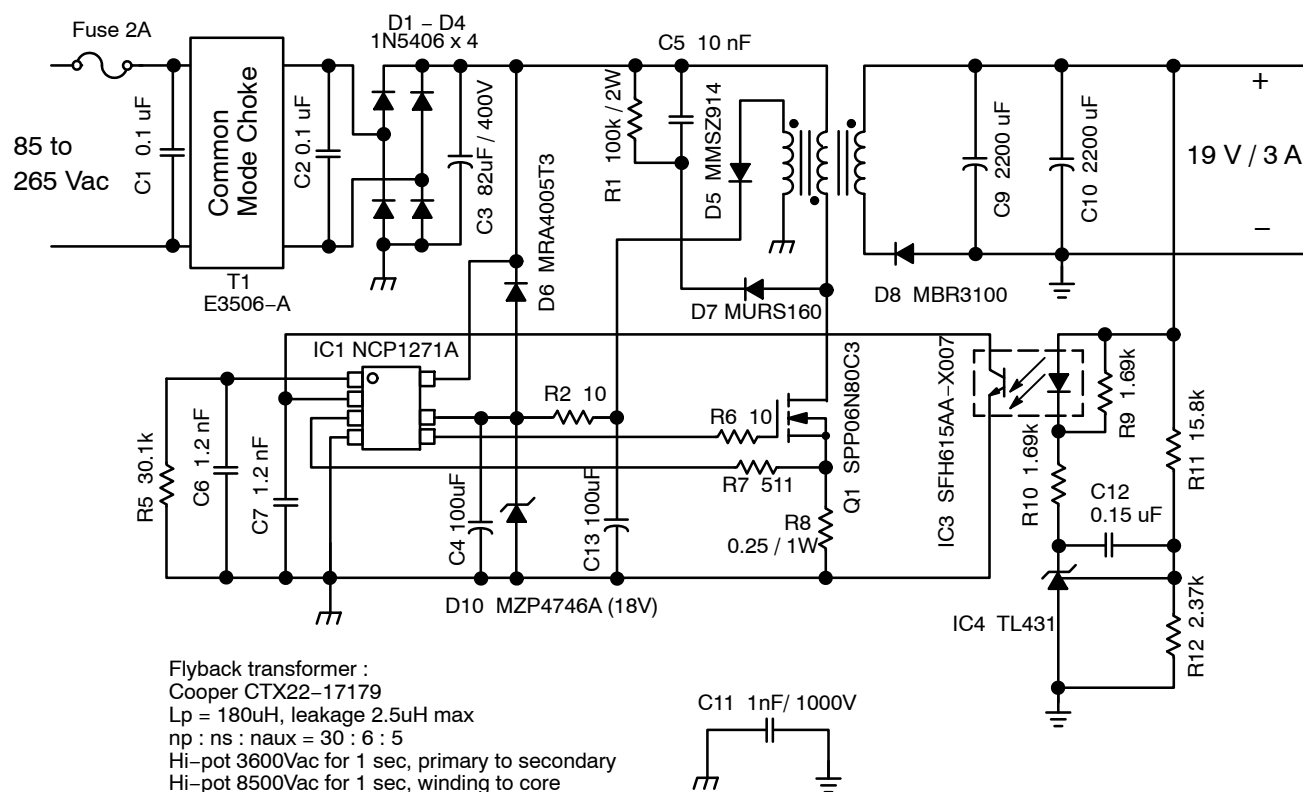 Fuse 2A
D1 – D4
1N5406 x 4
C5 10 nF
85 to
265 Vac
C1 0.1 uF
Common
Mode Choke
C2 0.1 uF
T1
E3506–A
C3 82uF / 400V
D6 MRA4005T3
R1 100k / 2W
D5 MMSZ914
D7 MURS160
D8 MBR3100
C9 2200 uF
C10 2200 uF
+
19 V / 3 A
–
IC1 NCP1271A
R2 10
R6 10
R7 511
R8
0.25 / 1W
Q1 SPP06N80C3
IC3 SFH615AA–X007
R9 1.69k
R10 1.69k
R11 15.8k
C12
0.15 uF
R5 30.1k
C6 1.2 nF
C7 1.2 nF
C4 100uF
C13 100uF
D10 MZP4746A (18V)
IC4 TL431
R12 2.37k
Flyback transformer :
Cooper CTX22–17179
Lp = 180uH, leakage 2.5uH max
np : ns : naux = 30 : 6 : 5
Hi–pot 3600Vac for 1 sec, primary to secondary
Hi–pot 8500Vac for 1 sec, winding to core
C11 1nF/ 1000V